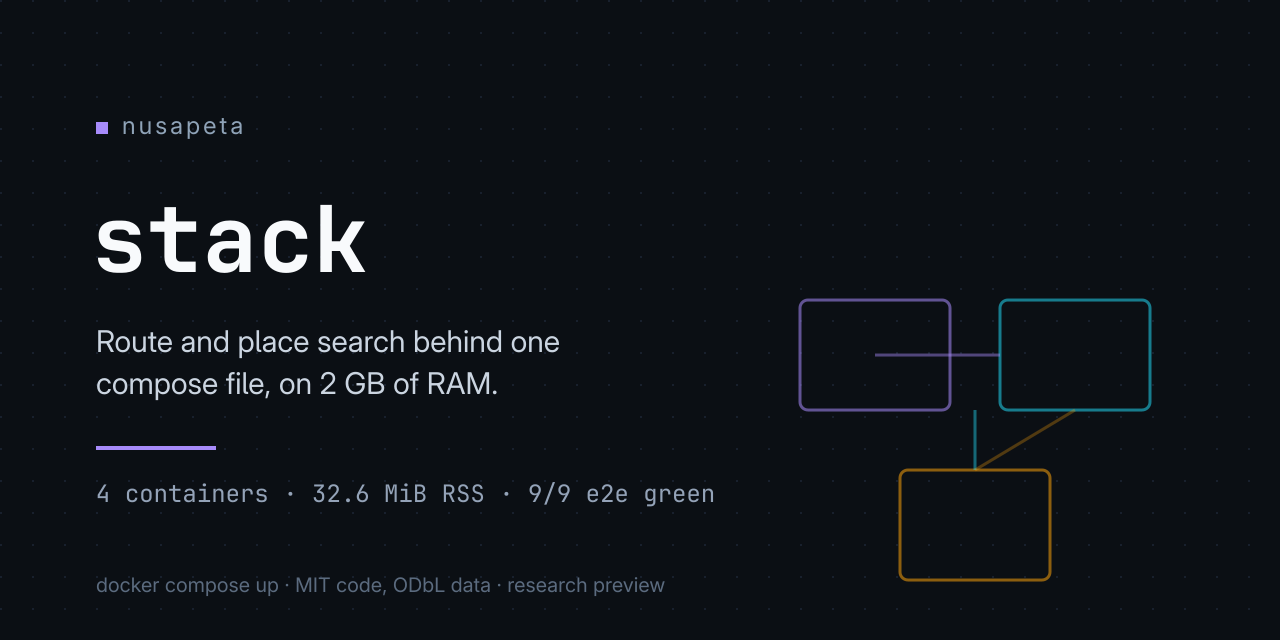 nusapeta
stack
Route and place search behind one
compose file, on 2 GB of RAM.
4 containers · 32.6 MiB RSS · 9/9 e2e green
docker compose up · MIT code, ODbL data · research preview